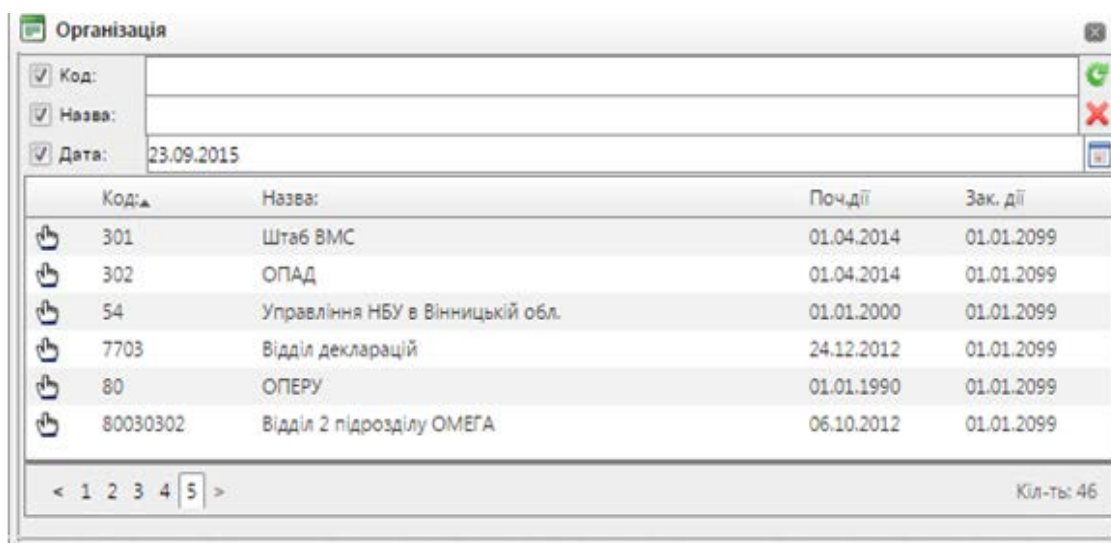 Організація
Код:
Назва:
Дата: 23.09.2015
Код: Назва: Поч.дії Зак. дії
301 Штаб ВМС 01.04.2014 01.01.2099
302 ОПАД 01.04.2014 01.01.2099
54 Управління НБУ в Вінницькій обл. 01.01.2000 01.01.2099
7703 Відділ декларацій 24.12.2012 01.01.2099
80 ОПЕРУ 01.01.1990 01.01.2099
80030302 Відділ 2 підрозділу ОМЕГА 06.10.2012 01.01.2099
< 1 2 3 4 5 > Кіл-ть: 46